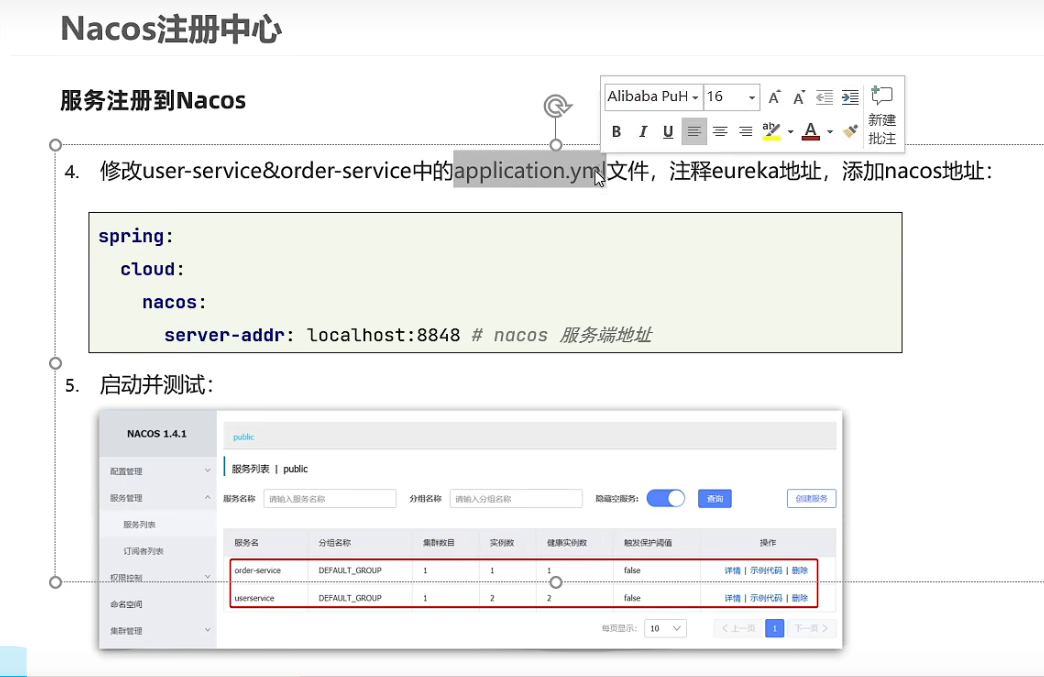 Nacos注册中心
服务注册到Nacos
Alibaba PuH 16
新建
批注
B I U
4. 修改user-service&order-service中的application.yml文件，注释eureka地址，添加nacos地址：
spring:
cloud:
nacos:
server-addr: localhost:8848 # nacos 服务端地址
5. 启动并测试：
NACOS 1.4.1
public
配置管理
服务列表 | public
服务管理
服务名称 请输入服务名称 分组名称 请输入分组名称 隐藏空服务: 查询 创建服务
服务列表
服务名 分组名称 集群数目 实例数 健康实例数 触发保护阈值 操作
订阅者列表
order-service DEFAULT_GROUP 1 1 1 false 详情 | 示例代码 | 删除
权限控制
userservice DEFAULT_GROUP 1 2 2 false 详情 | 示例代码 | 删除
命名空间
集群管理
每页显示: 10 < 上一页 1 下一页 >